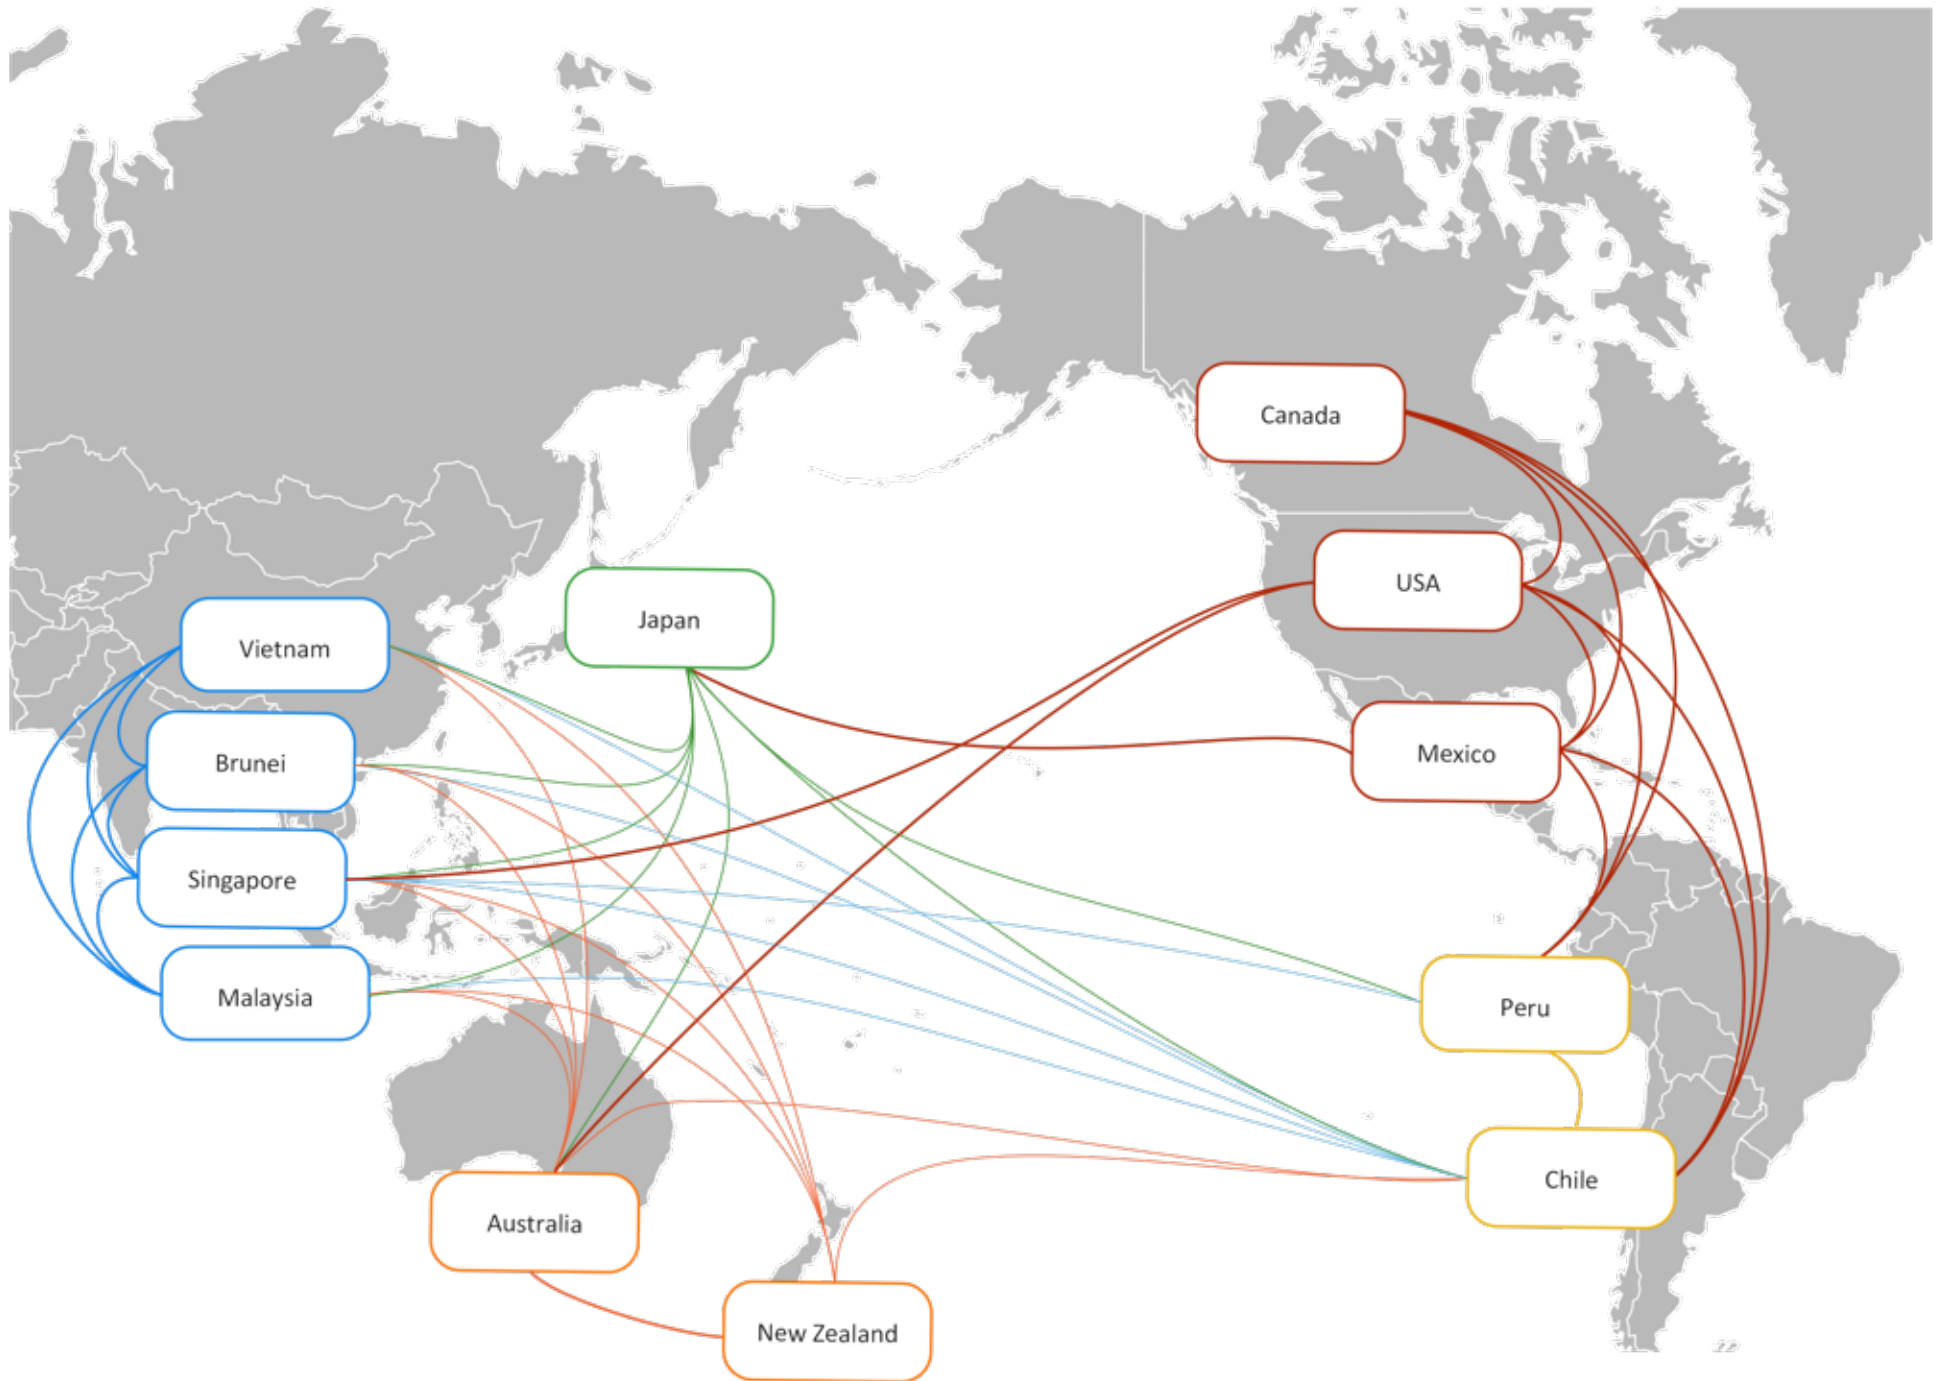 Canada
USA
Japan
Vietnam
Mexico
Brunei
Singapore
Malaysia
Peru
Chile
Australia
New Zealand